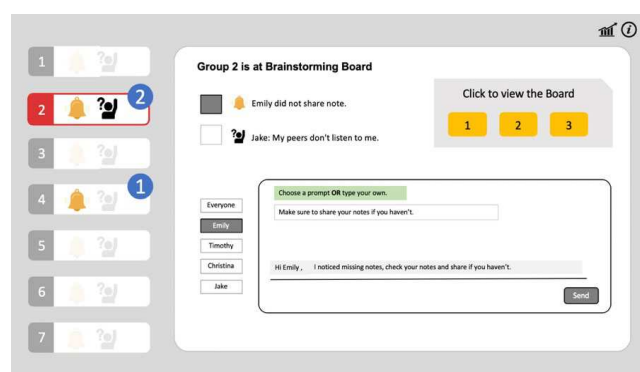 1
2
2
3
4
1
5
6
7
Group 2 is at Brainstorming Board
Emily did not share note.
Jake: My peers don't listen to me.
Click to view the Board
1 2 3
Choose a prompt OR type your own.
Make sure to share your notes if you haven't.
Everyone
Emily
Timothy
Christina
Jake
Hi Emily , I noticed missing notes, check your notes and share if you haven't.
Send